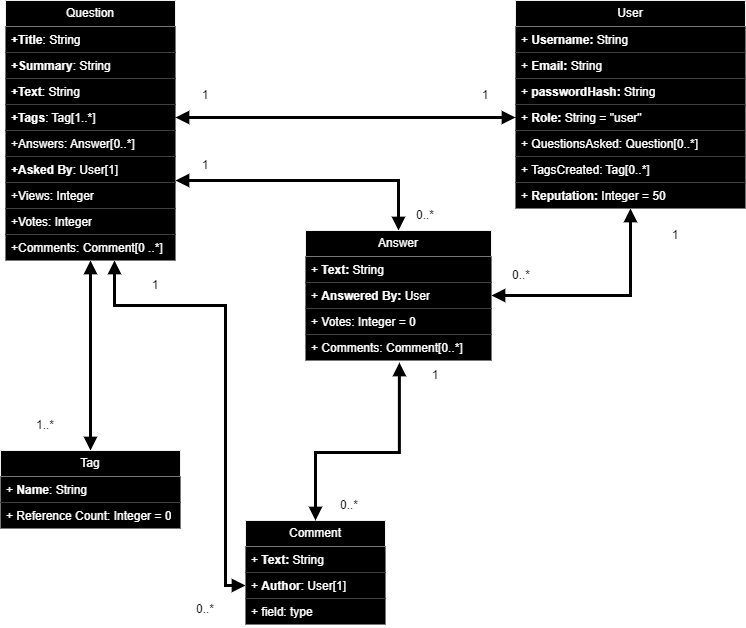 Question
+Title: String
+Summary: String
+Text: String
+Tags: Tag[1..*]
+Answers: Answer[0..*]
+Asked By: User[1]
+Views: Integer
+Votes: Integer
+Comments: Comment[0 ..*]
User
+ Username: String
+ Email: String
+ passwordHash: String
+ Role: String = "user"
+ QuestionsAsked: Question[0..*]
+ TagsCreated: Tag[0..*]
+ Reputation: Integer = 50
1
1
1
0..*
1
0..*
Answer
+ Text: String
+ Answered By: User
+ Votes: Integer = 0
+ Comments: Comment[0..*]
1
1
1..*
Tag
+ Name: String
+ Reference Count: Integer = 0
0..*
Comment
+ Text: String
+ Author: User[1]
+ field: type
0..*